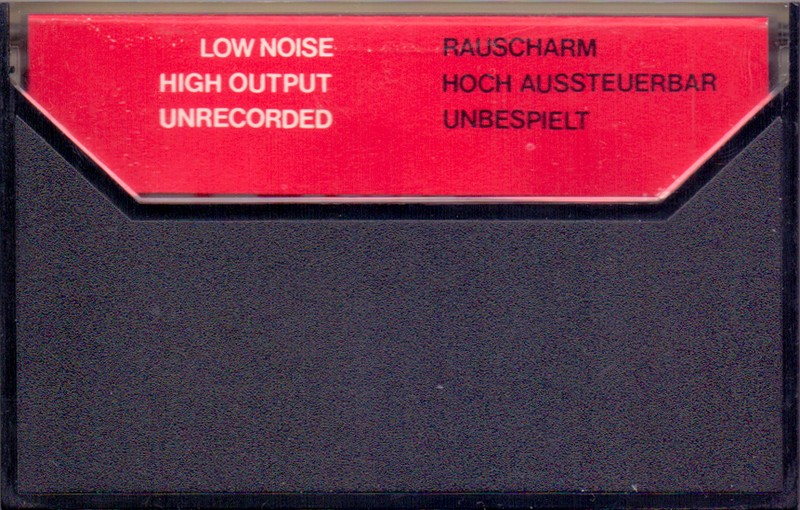 LOW NOISE
HIGH OUTPUT
UNRECORDED
RAUSCHARM
HOCH AUSSTEUERBAR
UNBESPIELT